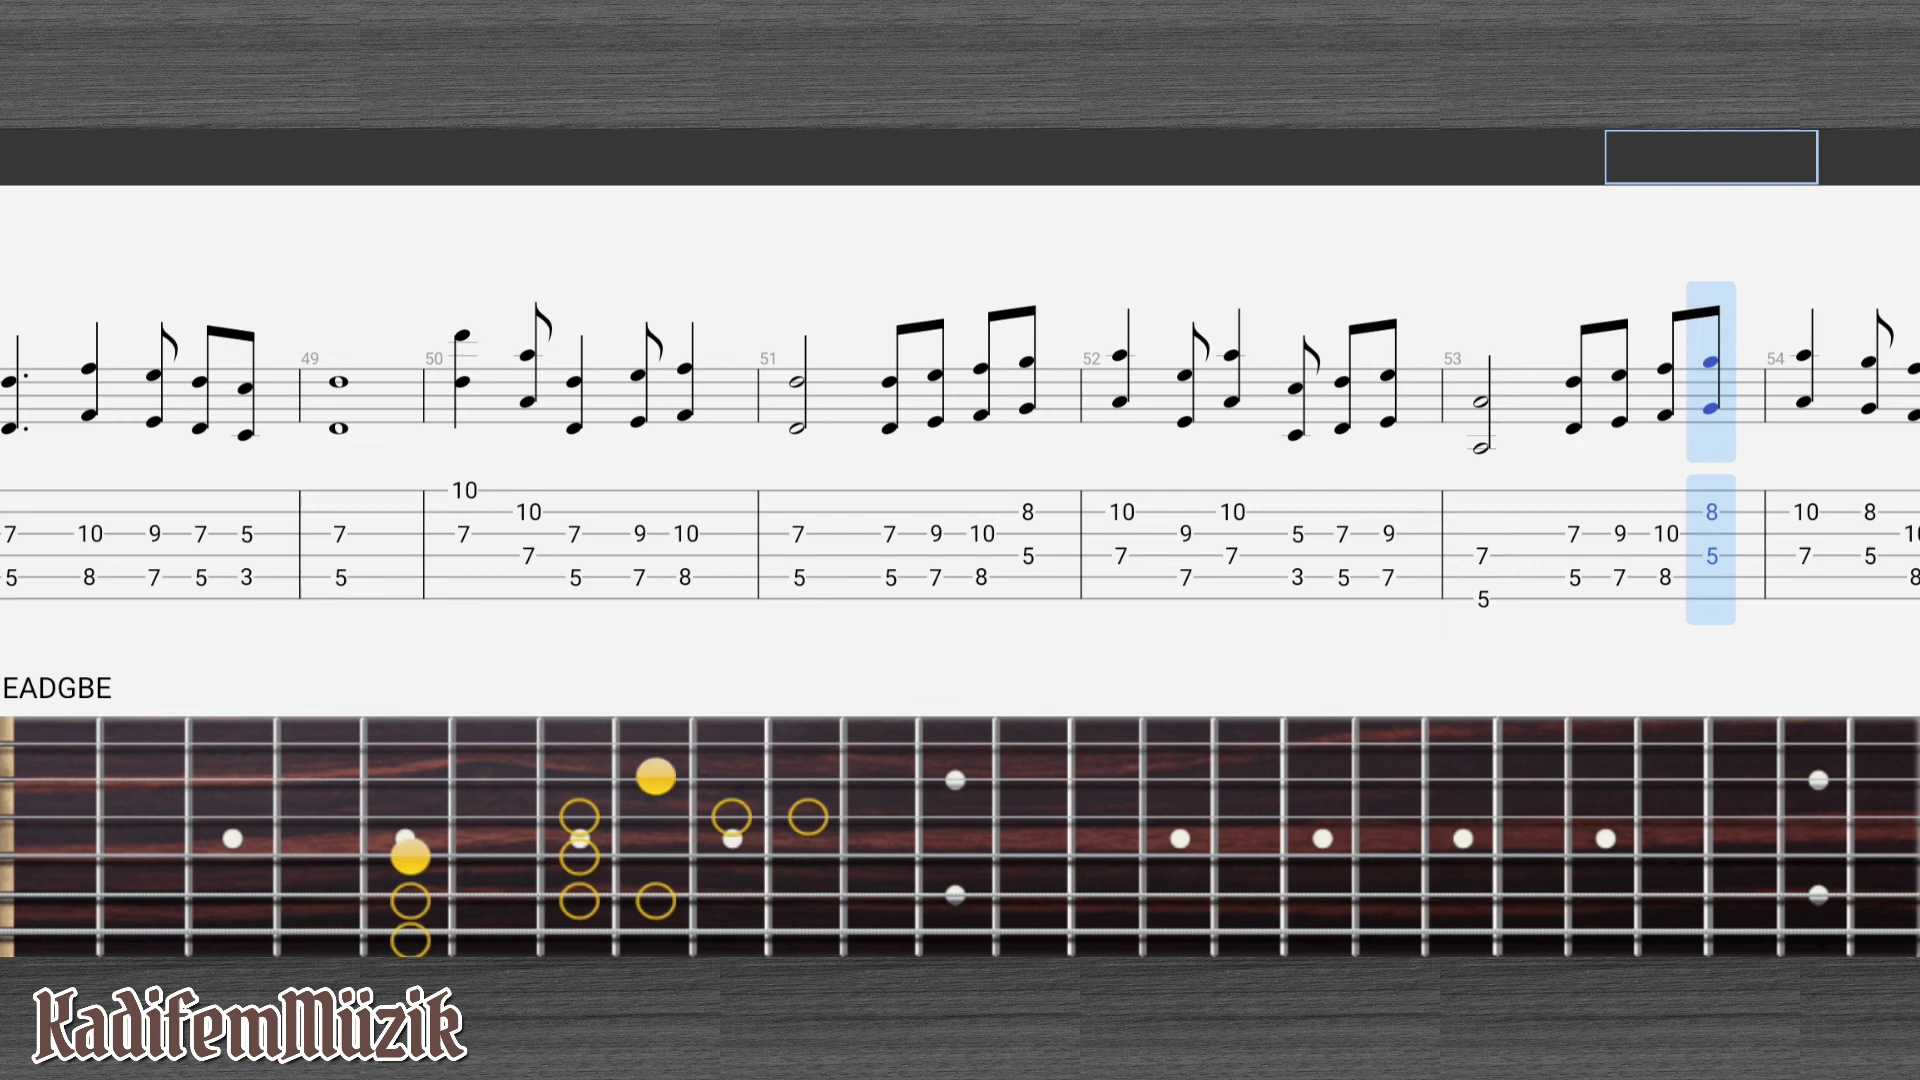 49 50 51 52 53 54
10
10 8 10 8 10 8
7 10 9 7 5 7 7 7 9 10 7 7 9 10 9 5 7 9 7 9 10 10
7 5 7 7 7 5 7 5
5 8 7 5 3 5 5 7 8 5 5 7 8 7 3 5 7 5 7 8 8
5
EADGBE
KadifemMüzik